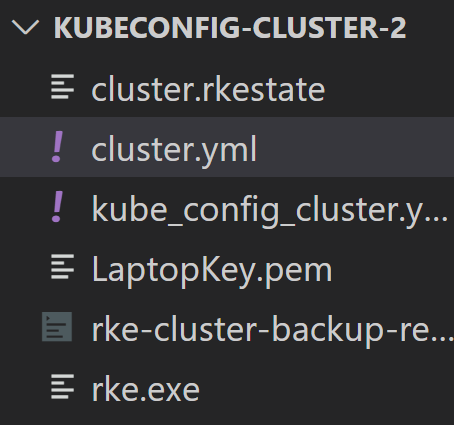 KUBECONFIG-CLUSTER-2
cluster.rkestate
cluster.yml
kube_config_cluster.y...
LaptopKey.pem
rke-cluster-backup-re...
rke.exe